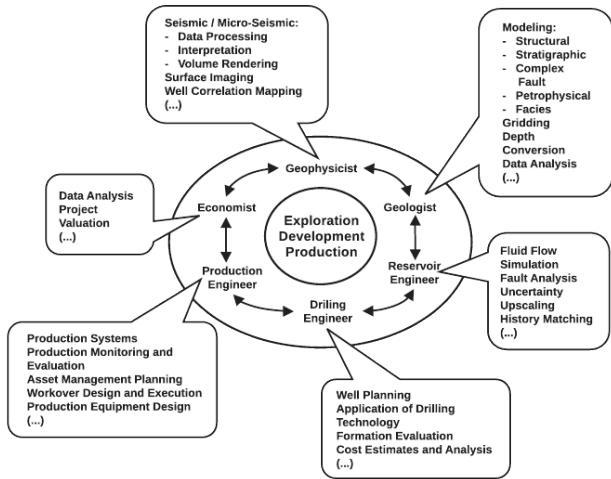 Seismic / Micro-Seismic:
- Data Processing
- Interpretation
- Volume Rendering
Surface Imaging
Well Correlation Mapping
(...)
Modeling:
- Structural
- Stratigraphic
- Complex
Fault
- Petrophysical
- Facies
Gridding
Depth
Conversion
Data Analysis
(...)
Geophysicist
Data Analysis
Project
Valuation
(...)
Economist
Geologist
Exploration
Development
Production
Production
Engineer
Reservoir
Engineer
Driling
Engineer
Fluid Flow
Simulation
Fault Analysis
Uncertainty
Upscaling
History Matching
(...)
Production Systems
Production Monitoring and
Evaluation
Asset Management Planning
Workover Design and Execution
Production Equipment Design
(...)
Well Planning
Application of Drilling
Technology
Formation Evaluation
Cost Estimates and Analysis
(...)